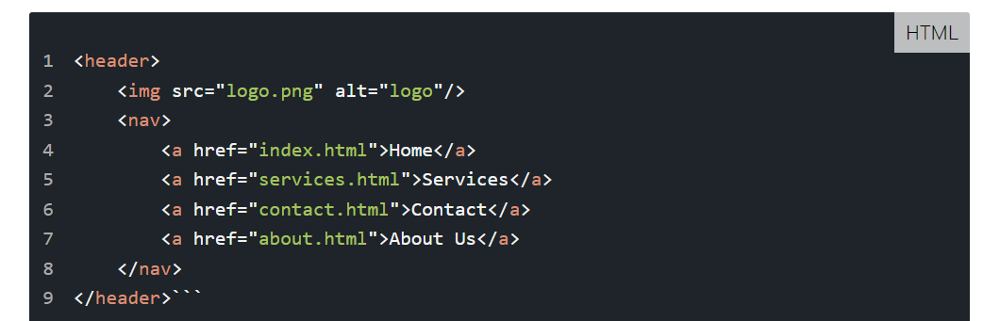 HTML
1 <header>
2     <img src="logo.png" alt="logo"/>
3     <nav>
4         <a href="index.html">Home</a>
5         <a href="services.html">Services</a>
6         <a href="contact.html">Contact</a>
7         <a href="about.html">About Us</a>
8     </nav>
9 </header>```